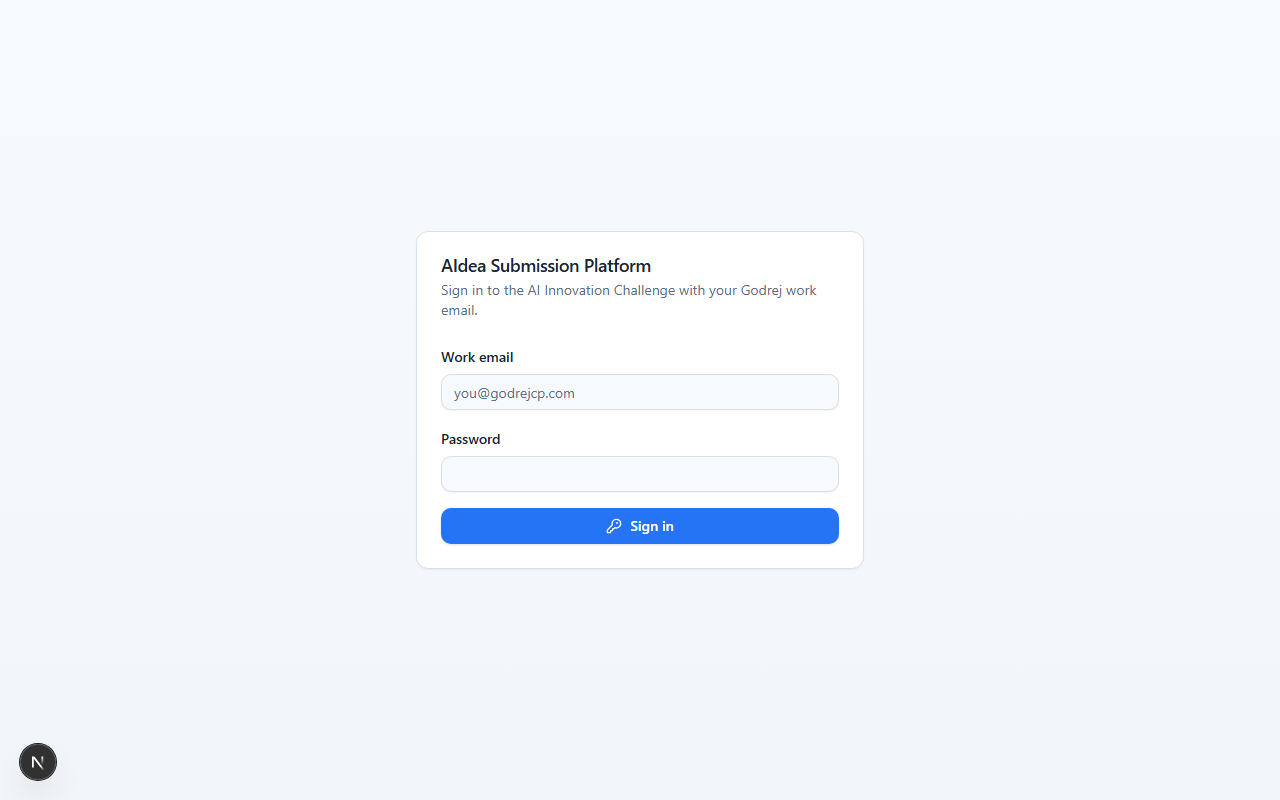 AIdea Submission Platform
Sign in to the AI Innovation Challenge with your Godrej work
email.
Work email
you@godrejcp.com
Password
Sign in
N